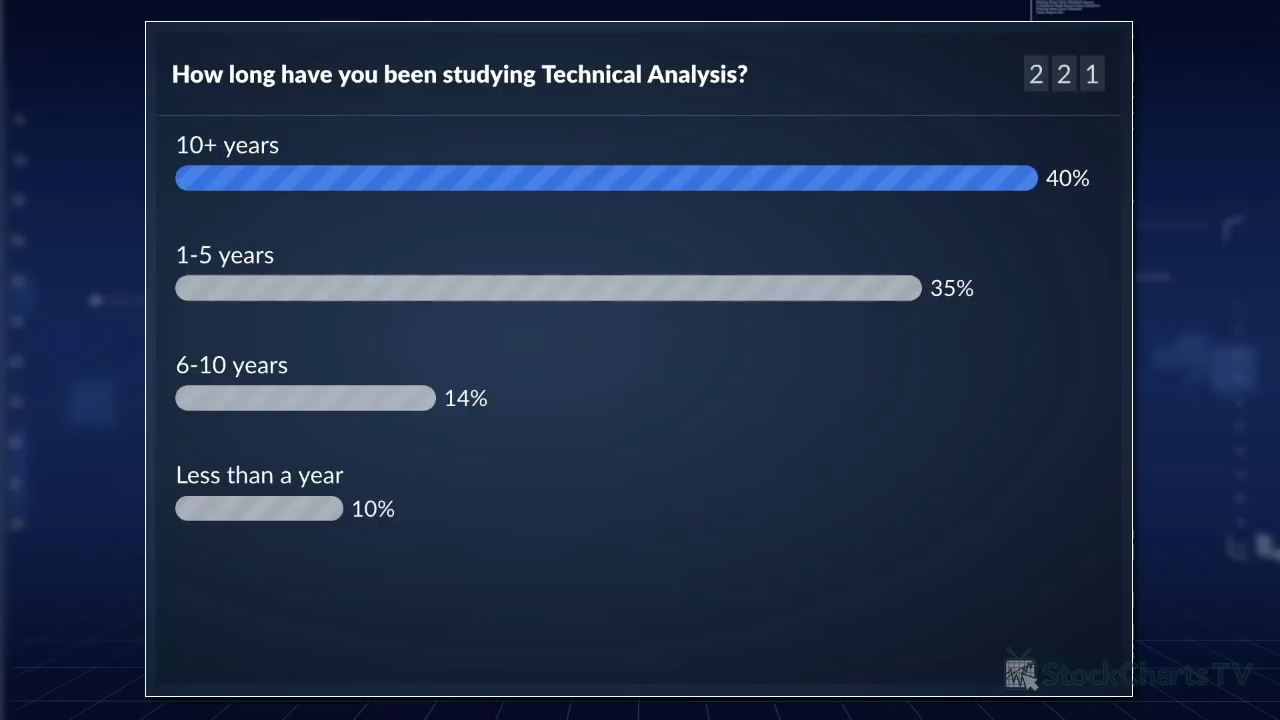 How long have you been studying Technical Analysis?
221
10+ years
40%
1-5 years
35%
6-10 years
14%
Less than a year
10%
StockChartsTV